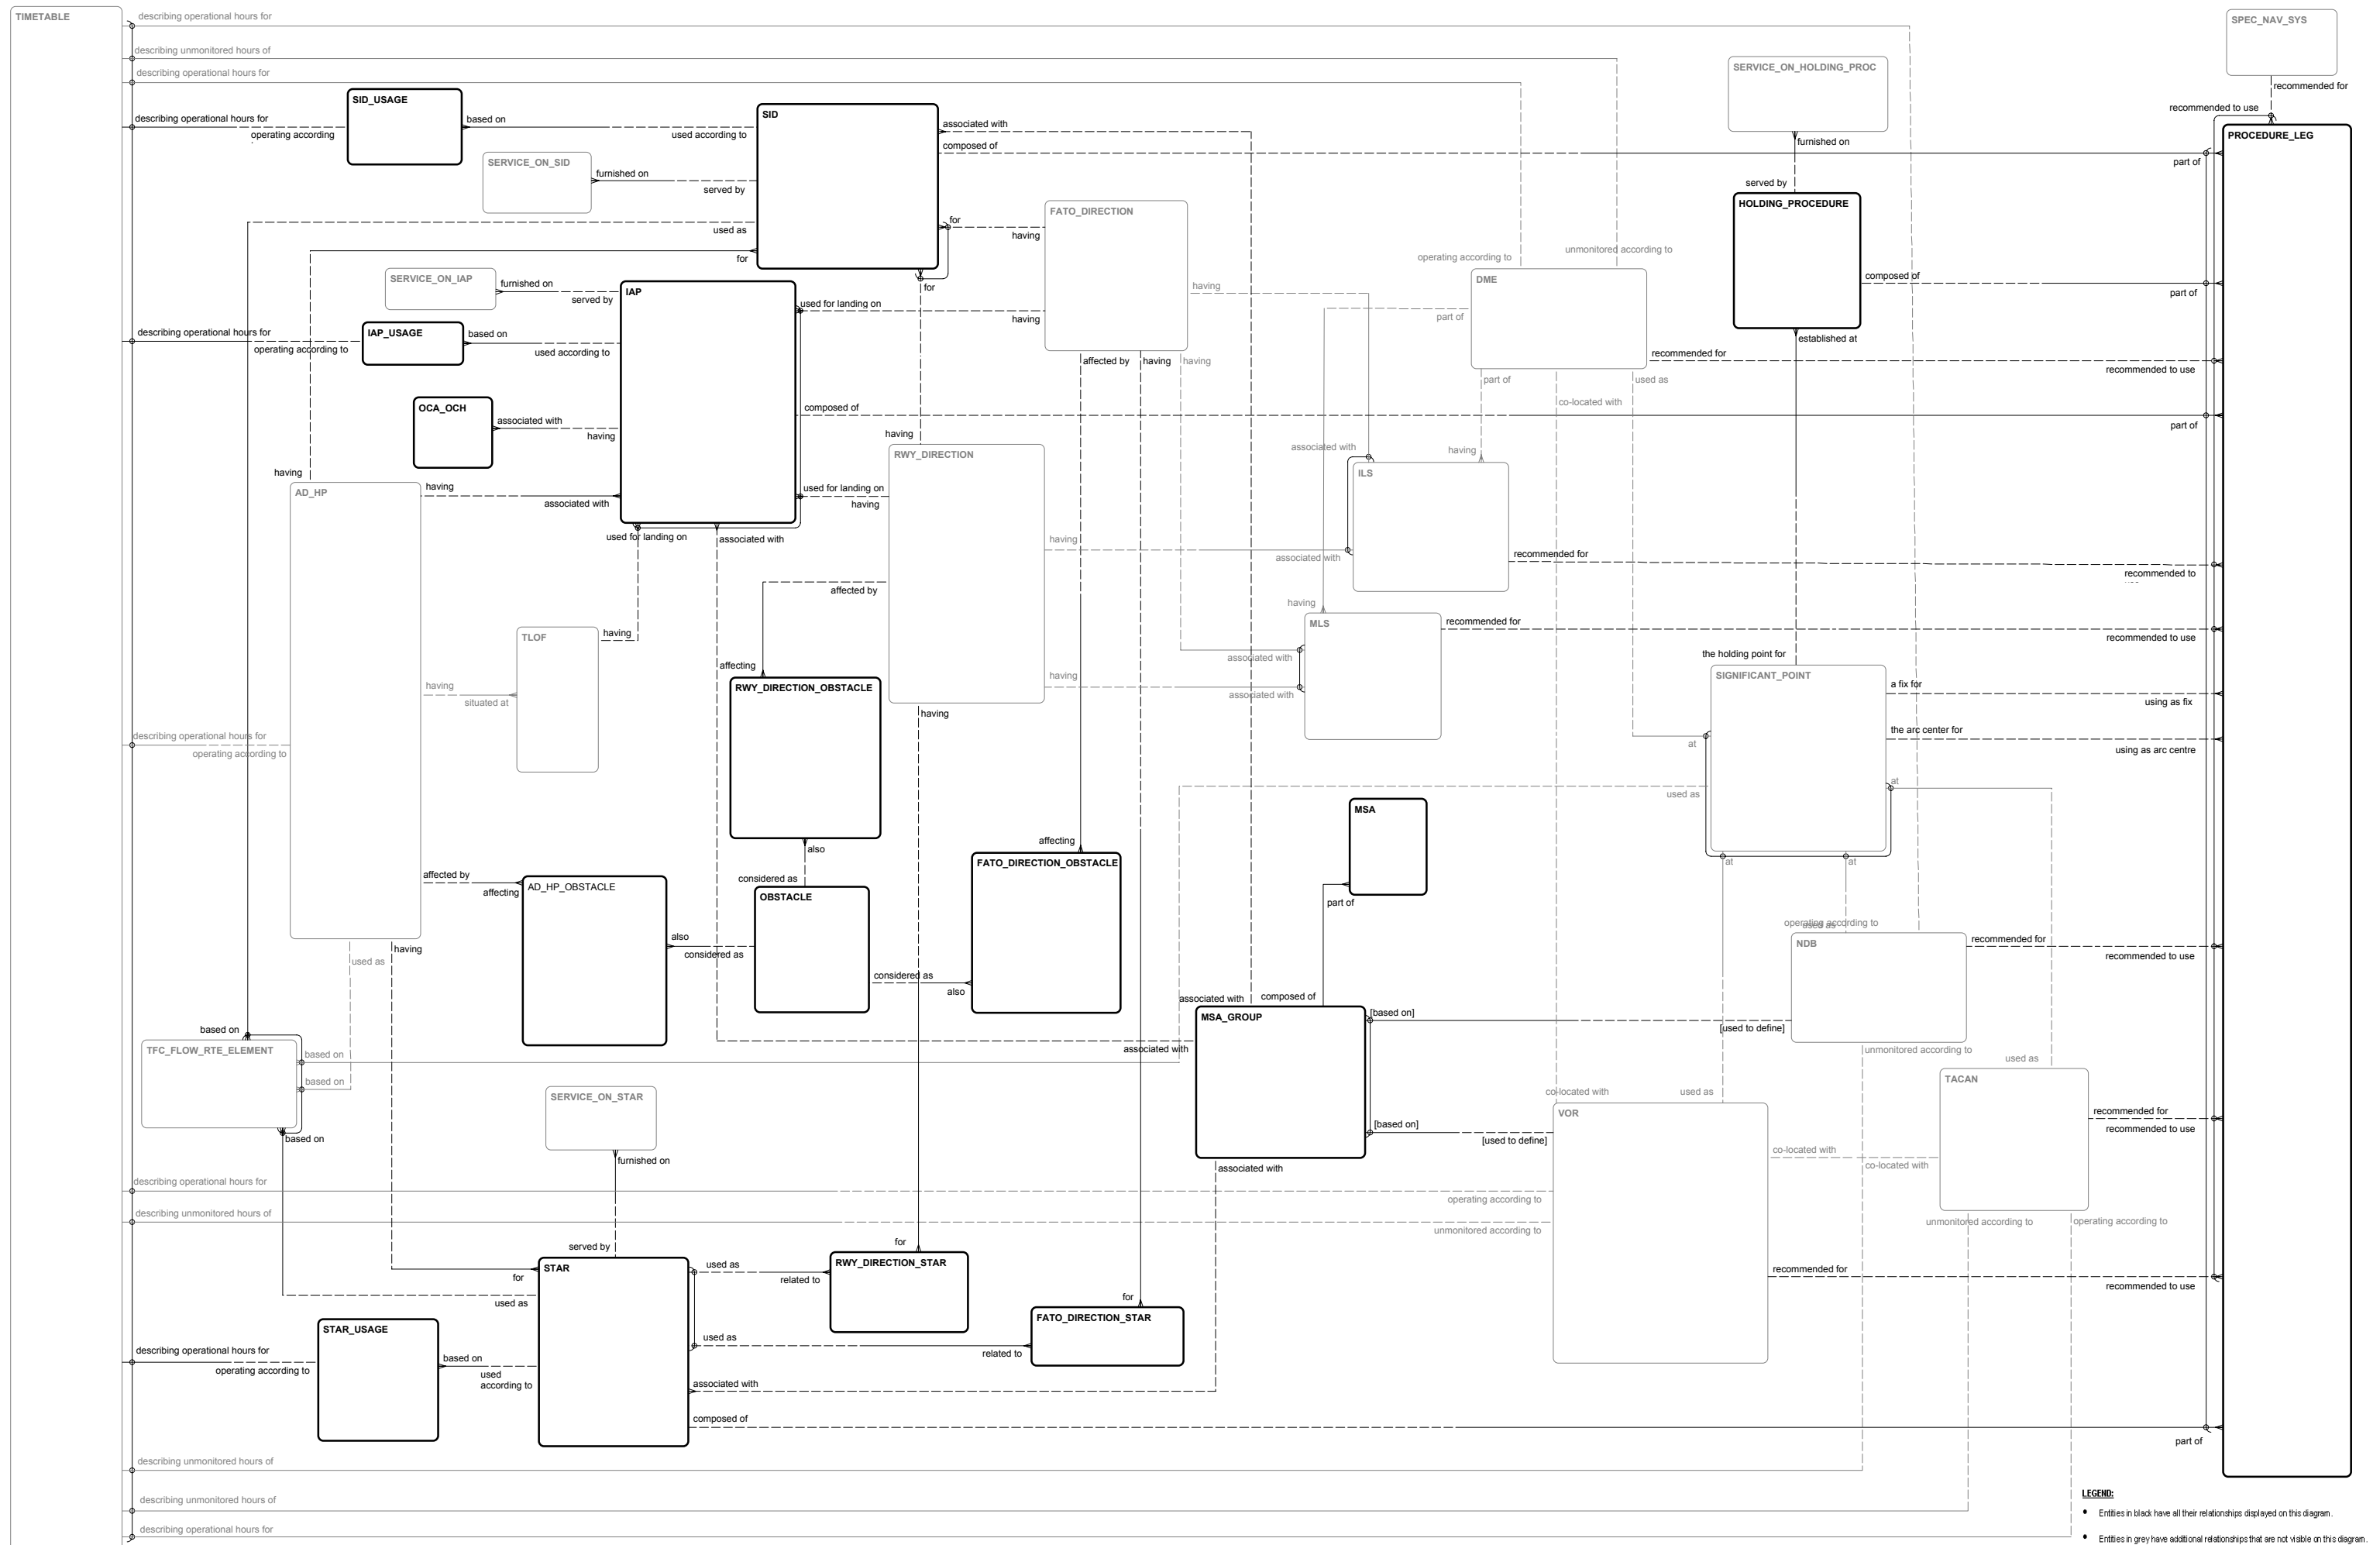 TIMETABLE
describing operational hours for
SPEC_NAV_SYS
describing unmonitored hours of
describing operational hours for
SERVICE_ON_HOLDING_PROC
recommended for
SID_USAGE
SID
recommended to use
describing operational hours for
operating according
based on
used according to
associated with
PROCEDURE_LEG
composed of
furnished on
part of
SERVICE_ON_SID
furnished on
served by
served by
HOLDING_PROCEDURE
FATO_DIRECTION
for
used as
having
for
operating according to
unmonitored according to
SERVICE_ON_IAP
furnished on
served by
IAP
for
having
DME
composed of
part of
used for landing on
having
part of
describing operational hours for
operating according to
IAP_USAGE
based on
used according to
established at
affected by
having
having
recommended for
recommended to use
part of
used as
co-located with
OCA_OCH
associated with
having
composed of
part of
having
RWY_DIRECTION
associated with
having
having
AD_HP
having
associated with
used for landing on
having
ILS
used for landing on
associated with
having
associated with
recommended for
recommended to
affected by
having
TLOF
having
MLS
recommended for
recommended to use
the holding point for
affecting
associated with
SIGNIFICANT_POINT
having
situated at
RWY_DIRECTION_OBSTACLE
having
associated with
a fix for
using as fix
having
describing operational hours for
operating according to
at
the arc center for
using as arc centre
used as
at
MSA
also
affecting
FATO_DIRECTION_OBSTACLE
at
at
affected by
affecting
AD_HP_OBSTACLE
considered as
OBSTACLE
part of
operating according to
used as
also
considered as
NDB
recommended for
recommended to use
having
used as
considered as
also
associated with
composed of
MSA_GROUP
[based on]
[used to define]
based on
TFC_FLOW_RTE_ELEMENT
based on
associated with
unmonitored according to
used as
based on
TACAN
SERVICE_ON_STAR
co-located with
used as
VOR
recommended for
recommended to use
based on
[based on]
[used to define]
furnished on
associated with
co-located with
co-located with
describing operational hours for
operating according to
describing unmonitored hours of
unmonitored according to
unmonitored according to
operating according to
served by
for
STAR
for
used as
related to
RWY_DIRECTION_STAR
recommended for
recommended to use
used as
for
FATO_DIRECTION_STAR
STAR_USAGE
used as
related to
describing operational hours for
operating according to
based on
used
according to
associated with
composed of
part of
describing unmonitored hours of
LEGEND:
describing unmonitored hours of
• Entities in black have all their relationships displayed on this diagram.
describing operational hours for
• Entities in grey have additional relationships that are not visible on this diagram.